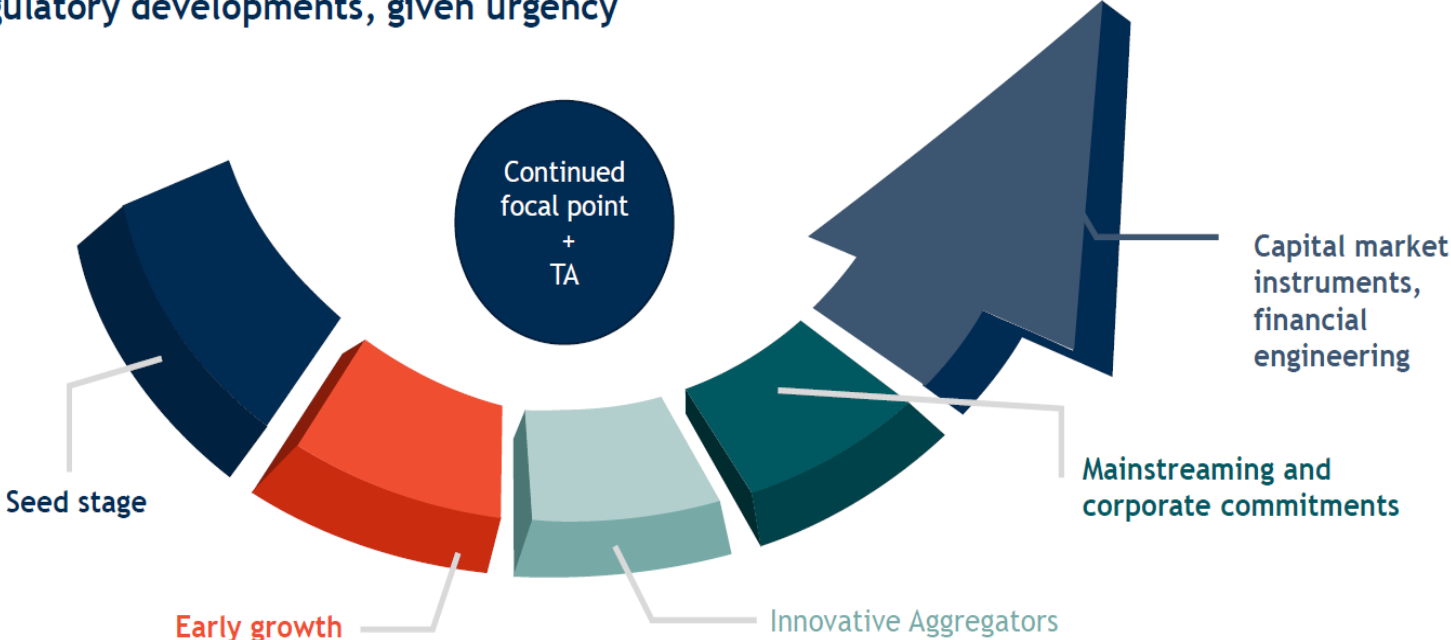 gulatory developments, given urgency
Continued
focal point
+
TA
Capital market
instruments,
financial
engineering
Mainstreaming and
corporate commitments
Seed stage
Innovative Aggregators
Early growth